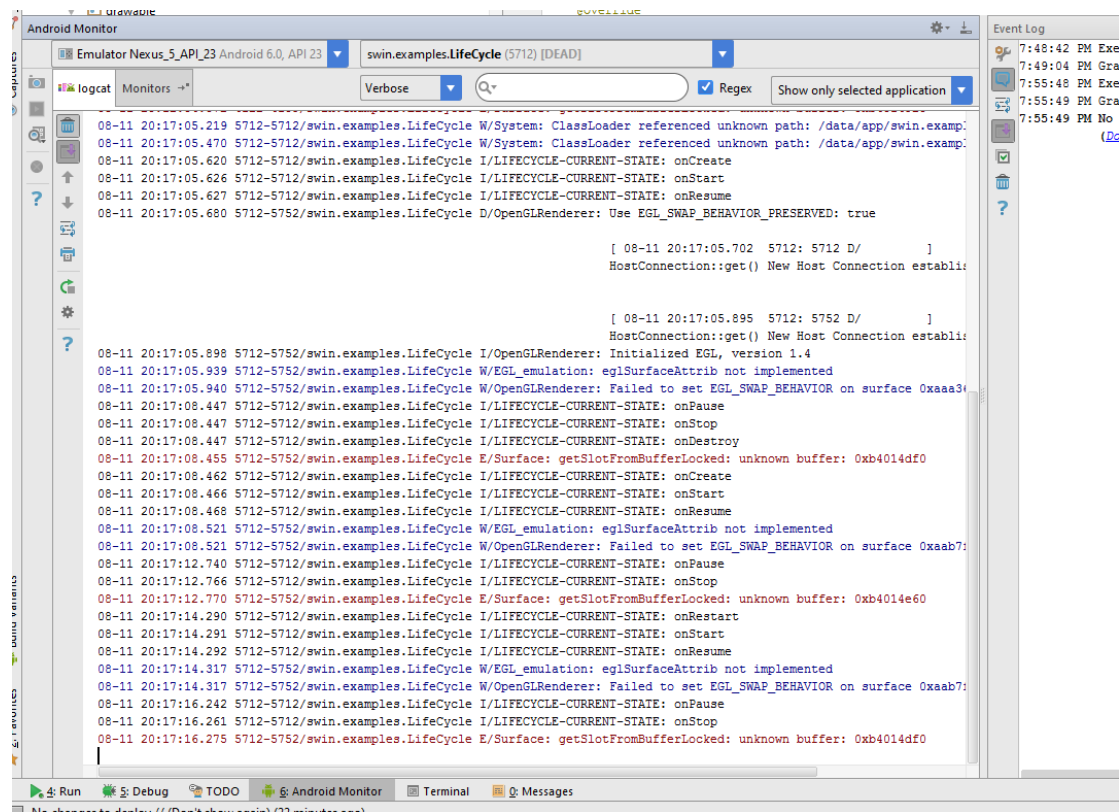 drawable
@Override
Android Monitor
Event Log
Emulator Nexus_5_API_23 Android 6.0, API 23
swin.examples.LifeCycle (5712) [DEAD]
logcat
Monitors
Verbose
Regex
Show only selected application
7:48:42 PM Exe
7:49:04 PM Gra
7:55:48 PM Exe
7:55:49 PM Gra
7:55:49 PM No
(Do
Captures
08-11 20:17:05.219 5712-5712/swin.examples.LifeCycle W/System: ClassLoader referenced unknown path: /data/app/swin.exampl
08-11 20:17:05.470 5712-5712/swin.examples.LifeCycle W/System: ClassLoader referenced unknown path: /data/app/swin.exampl
08-11 20:17:05.620 5712-5712/swin.examples.LifeCycle I/LIFECYCLE-CURRENT-STATE: onCreate
08-11 20:17:05.626 5712-5712/swin.examples.LifeCycle I/LIFECYCLE-CURRENT-STATE: onStart
08-11 20:17:05.627 5712-5712/swin.examples.LifeCycle I/LIFECYCLE-CURRENT-STATE: onResume
08-11 20:17:05.680 5712-5752/swin.examples.LifeCycle D/OpenGLRenderer: Use EGL_SWAP_BEHAVIOR_PRESERVED: true
[ 08-11 20:17:05.702 5712: 5712 D/ ]
HostConnection::get() New Host Connection establis
[ 08-11 20:17:05.895 5712: 5752 D/ ]
HostConnection::get() New Host Connection establis
08-11 20:17:05.898 5712-5752/swin.examples.LifeCycle I/OpenGLRenderer: Initialized EGL, version 1.4
08-11 20:17:05.939 5712-5752/swin.examples.LifeCycle W/EGL_emulation: eglSurfaceAttrib not implemented
08-11 20:17:05.940 5712-5752/swin.examples.LifeCycle W/OpenGLRenderer: Failed to set EGL_SWAP_BEHAVIOR on surface 0xaaa3e
08-11 20:17:08.447 5712-5712/swin.examples.LifeCycle I/LIFECYCLE-CURRENT-STATE: onPause
08-11 20:17:08.447 5712-5712/swin.examples.LifeCycle I/LIFECYCLE-CURRENT-STATE: onStop
08-11 20:17:08.447 5712-5712/swin.examples.LifeCycle I/LIFECYCLE-CURRENT-STATE: onDestroy
08-11 20:17:08.455 5712-5752/swin.examples.LifeCycle E/Surface: getSlotFromBufferLocked: unknown buffer: 0xb4014df0
08-11 20:17:08.462 5712-5712/swin.examples.LifeCycle I/LIFECYCLE-CURRENT-STATE: onCreate
08-11 20:17:08.466 5712-5712/swin.examples.LifeCycle I/LIFECYCLE-CURRENT-STATE: onStart
08-11 20:17:08.468 5712-5712/swin.examples.LifeCycle I/LIFECYCLE-CURRENT-STATE: onResume
08-11 20:17:08.521 5712-5752/swin.examples.LifeCycle W/EGL_emulation: eglSurfaceAttrib not implemented
08-11 20:17:08.521 5712-5752/swin.examples.LifeCycle W/OpenGLRenderer: Failed to set EGL_SWAP_BEHAVIOR on surface 0xaab7f
08-11 20:17:12.740 5712-5712/swin.examples.LifeCycle I/LIFECYCLE-CURRENT-STATE: onPause
08-11 20:17:12.766 5712-5712/swin.examples.LifeCycle I/LIFECYCLE-CURRENT-STATE: onStop
08-11 20:17:12.770 5712-5752/swin.examples.LifeCycle E/Surface: getSlotFromBufferLocked: unknown buffer: 0xb4014e60
08-11 20:17:14.290 5712-5712/swin.examples.LifeCycle I/LIFECYCLE-CURRENT-STATE: onRestart
08-11 20:17:14.291 5712-5712/swin.examples.LifeCycle I/LIFECYCLE-CURRENT-STATE: onStart
08-11 20:17:14.292 5712-5712/swin.examples.LifeCycle I/LIFECYCLE-CURRENT-STATE: onResume
08-11 20:17:14.317 5712-5752/swin.examples.LifeCycle W/EGL_emulation: eglSurfaceAttrib not implemented
08-11 20:17:14.317 5712-5752/swin.examples.LifeCycle W/OpenGLRenderer: Failed to set EGL_SWAP_BEHAVIOR on surface 0xaab7f
08-11 20:17:16.242 5712-5712/swin.examples.LifeCycle I/LIFECYCLE-CURRENT-STATE: onPause
08-11 20:17:16.261 5712-5712/swin.examples.LifeCycle I/LIFECYCLE-CURRENT-STATE: onStop
08-11 20:17:16.275 5712-5752/swin.examples.LifeCycle E/Surface: getSlotFromBufferLocked: unknown buffer: 0xb4014df0
Build Variants
2: Favorites
4: Run
5: Debug
TODO
6: Android Monitor
Terminal
0: Messages
No changes to deploy // (Don't show again) (22 minutes ago)